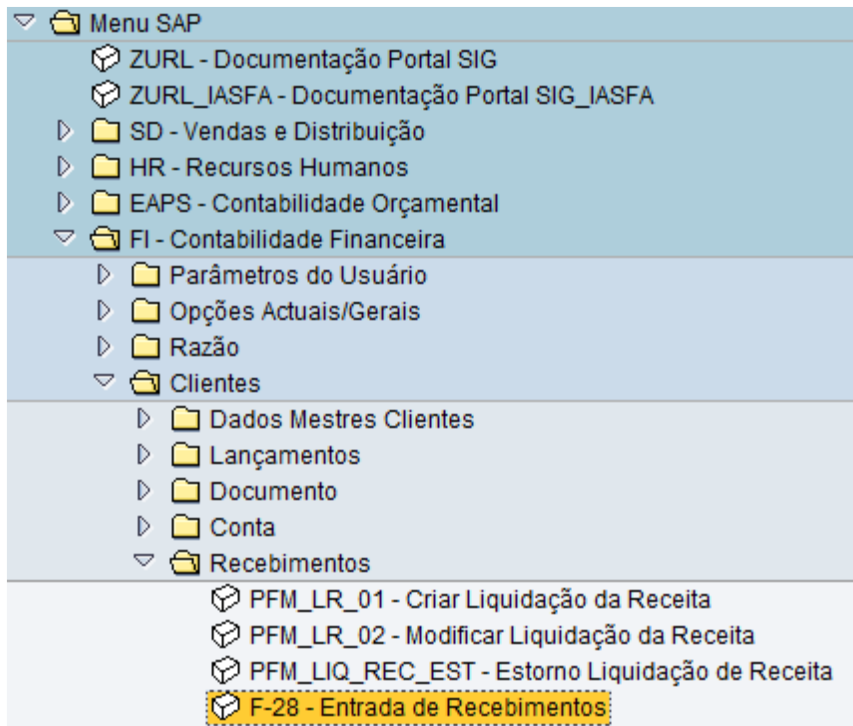 Menu SAP
ZURL - Documentação Portal SIG
ZURL_IASFA - Documentação Portal SIG_IASFA
SD - Vendas e Distribuição
HR - Recursos Humanos
EAPS - Contabilidade Orçamental
FI - Contabilidade Financeira
Parâmetros do Usuário
Opções Actuais/Gerais
Razão
Clientes
Dados Mestres Clientes
Lançamentos
Documento
Conta
Recebimentos
PFM_LR_01 - Criar Liquidação da Receita
PFM_LR_02 - Modificar Liquidação da Receita
PFM_LIQ_REC_EST - Estorno Liquidação de Receita
F-28 - Entrada de Recebimentos